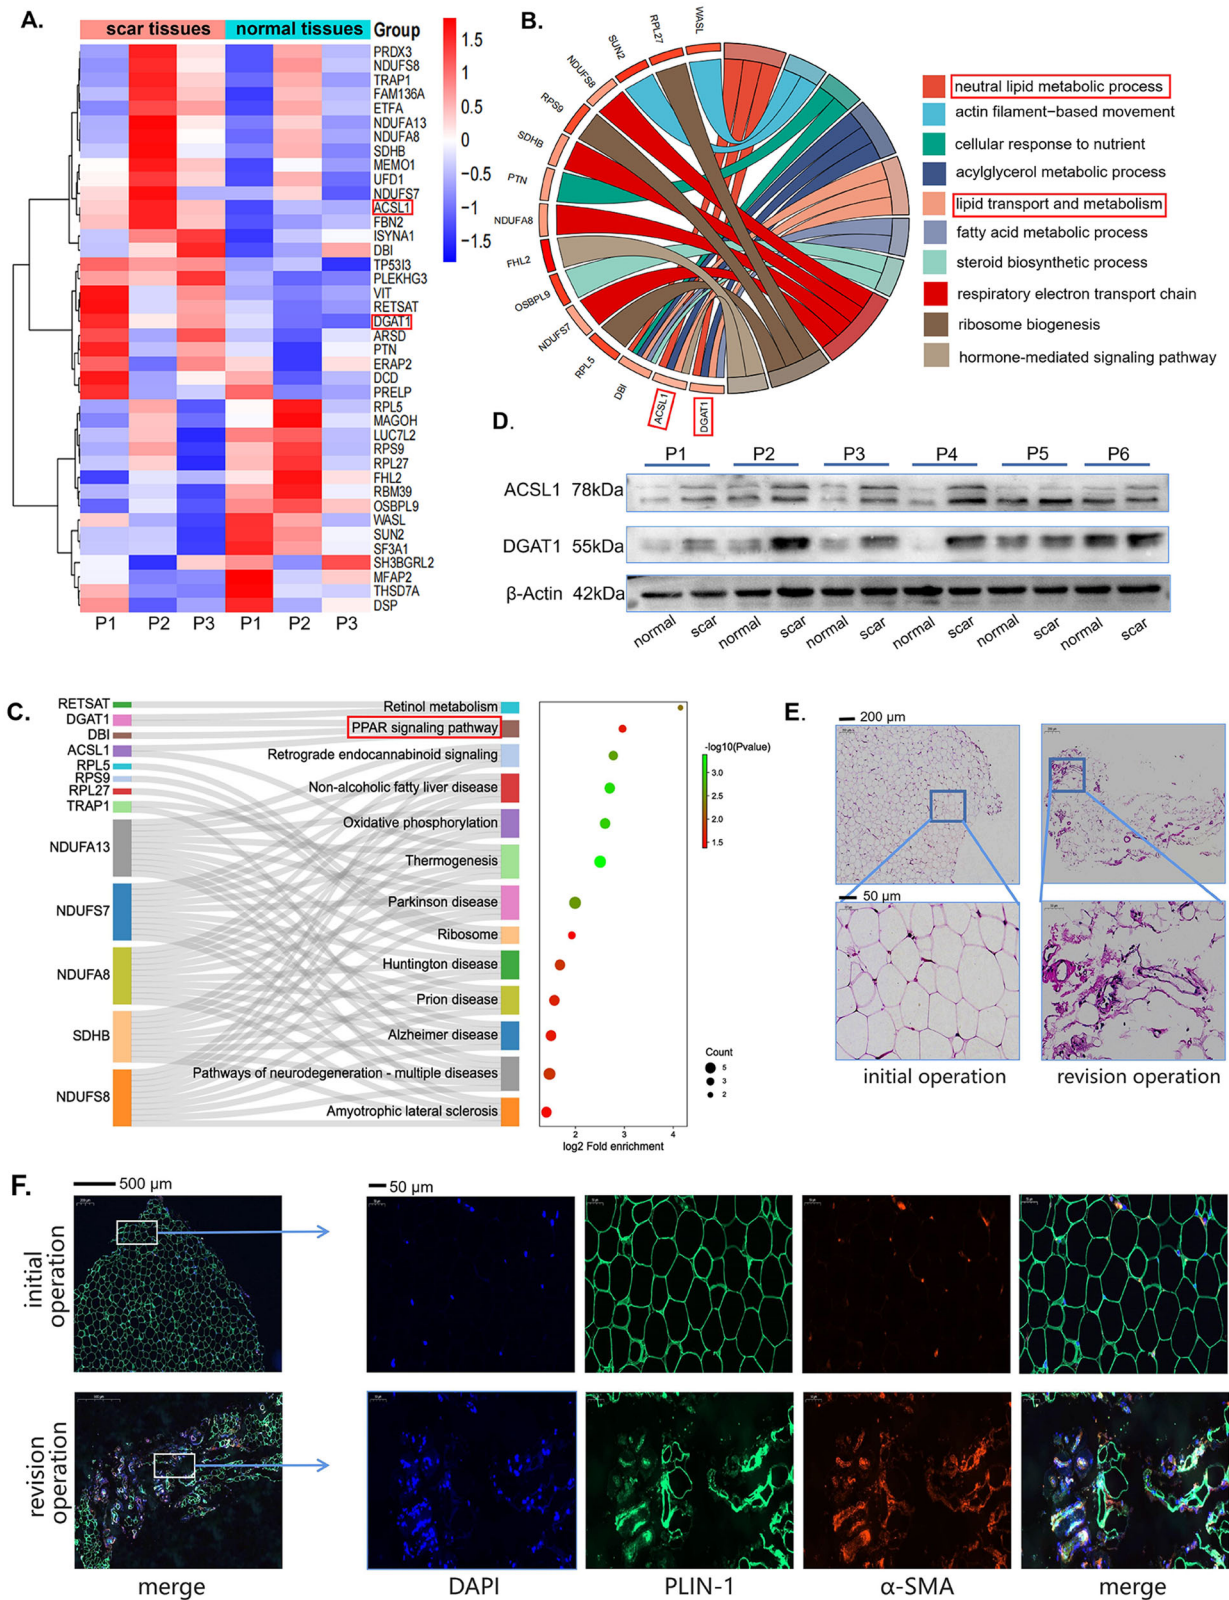 A.
scar tissues
normal tissues
Group
PRDX3
NDUFS8
TRAP1
FAM136A
ETFA
NDUFA13
NDUFA8
SDHB
MEMO1
UFD1
NDUFS7
ACSL1
FBN2
ISYNA1
DBI
TP53I3
PLEKHG3
VIT
RETSAT
DGAT1
ARSD
PTN
ERAP2
DCD
PRELP
RPL5
MAGOH
LUC7L2
RPS9
RPL27
FHL2
RBM39
OSBPL9
WASL
SUN2
SF3A1
SH3BGRL2
MFAP2
THSD7A
DSP
P1 P2 P3 P1 P2 P3
1.5
1
0.5
0
−0.5
−1
−1.5
B.
WASL
RPL27
SUN2
NDUFS8
RPS9
SDHB
PTN
NDUFA8
FHL2
OSBPL9
NDUFS7
RPL5
DBI
ACSL1
DGAT1
neutral lipid metabolic process
actin filament−based movement
cellular response to nutrient
acylglycerol metabolic process
lipid transport and metabolism
fatty acid metabolic process
steroid biosynthetic process
respiratory electron transport chain
ribosome biogenesis
hormone−mediated signaling pathway
D.
P1 P2 P3 P4 P5 P6
ACSL1 78kDa
DGAT1 55kDa
β-Actin 42kDa
normal scar normal scar normal scar normal scar normal scar normal scar
C.
RETSAT
DGAT1
DBI
ACSL1
RPL5
RPS9
RPL27
TRAP1
NDUFA13
NDUFS7
NDUFA8
SDHB
NDUFS8
Retinol metabolism
PPAR signaling pathway
Retrograde endocannabinoid signaling
Non-alcoholic fatty liver disease
Oxidative phosphorylation
Thermogenesis
Parkinson disease
Ribosome
Huntington disease
Prion disease
Alzheimer disease
Pathways of neurodegeneration - multiple diseases
Amyotrophic lateral sclerosis
2 3 4
log2 Fold enrichment
-log10(Pvalue)
3.0
2.5
2.0
1.5
Count
5
3
2
E.
200 µm
50 µm
initial operation
revision operation
F.
500 µm
50 µm
initial
operation
revision
operation
merge
DAPI
PLIN-1
α-SMA
merge